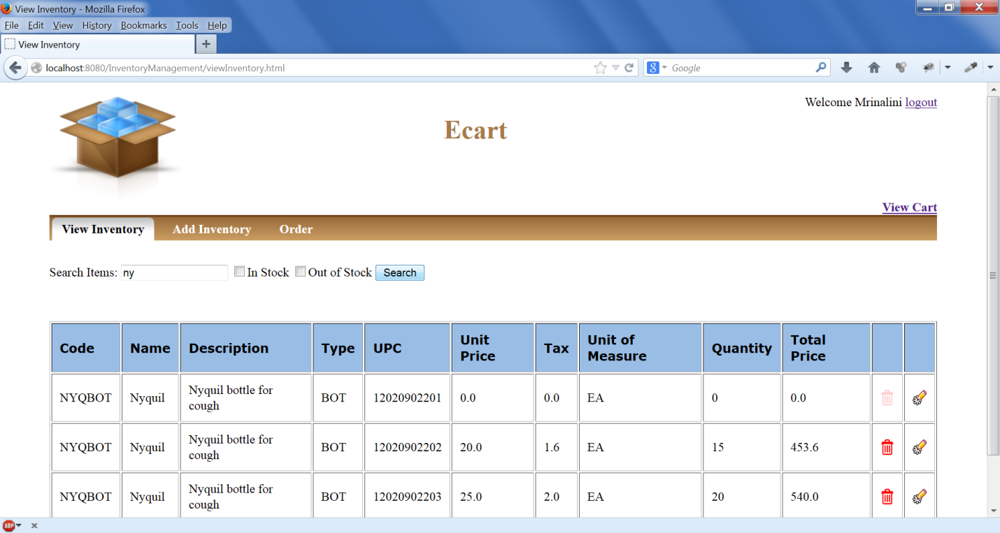 View Inventory - Mozilla Firefox
File Edit View History Bookmarks Tools Help
View Inventory
localhost:8080/InventoryManagement/viewInventory.html
8 Google
Welcome Mrinalini logout
Ecart
View Cart
View Inventory Add Inventory Order
Search Items: ny In Stock Out of Stock Search
Code Name Description Type UPC Unit Price Tax Unit of Measure Quantity Total Price
NYQBOT Nyquil Nyquil bottle for cough BOT 12020902201 0.0 0.0 EA 0 0.0
NYQBOT Nyquil Nyquil bottle for cough BOT 12020902202 20.0 1.6 EA 15 453.6
NYQBOT Nyquil Nyquil bottle for cough BOT 12020902203 25.0 2.0 EA 20 540.0
ABP